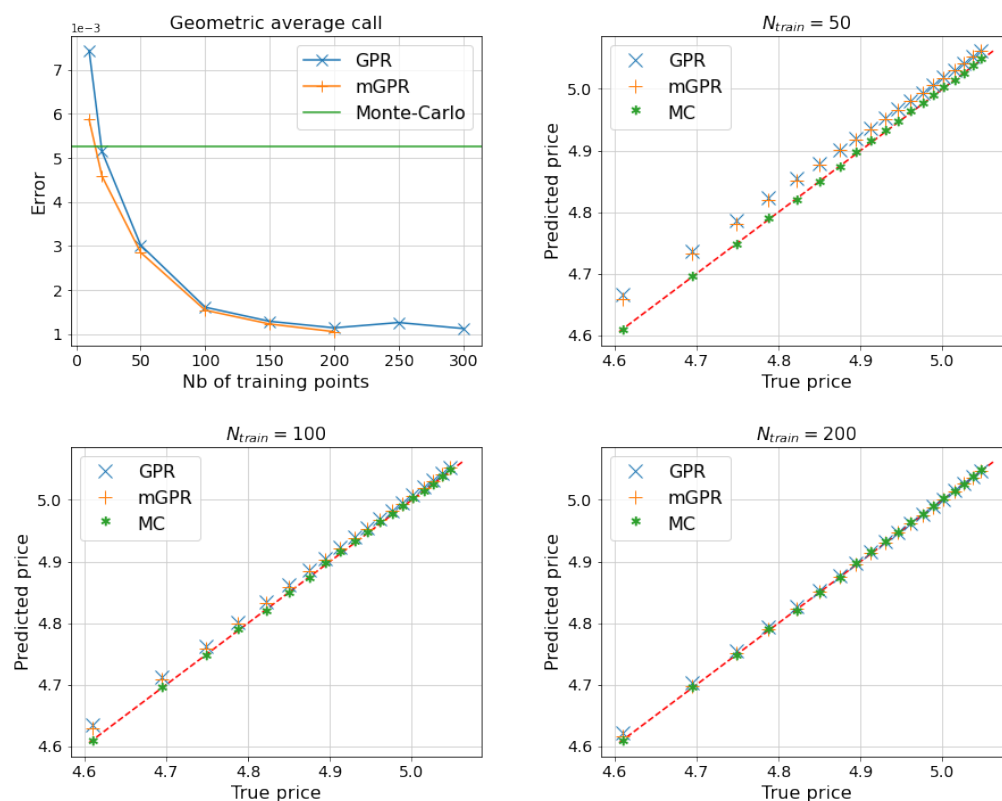 Geometric average call
1e−3
7
6
5
4
3
2
1
GPR
mGPR
Monte-Carlo
Error
0
50
100
150
200
250
300
Nb of training points
N_train = 50
5.0
4.9
4.8
4.7
4.6
GPR
mGPR
MC
Predicted price
4.6
4.7
4.8
4.9
5.0
True price
N_train = 100
5.0
4.9
4.8
4.7
4.6
GPR
mGPR
MC
Predicted price
4.6
4.7
4.8
4.9
5.0
True price
N_train = 200
5.0
4.9
4.8
4.7
4.6
GPR
mGPR
MC
Predicted price
4.6
4.7
4.8
4.9
5.0
True price